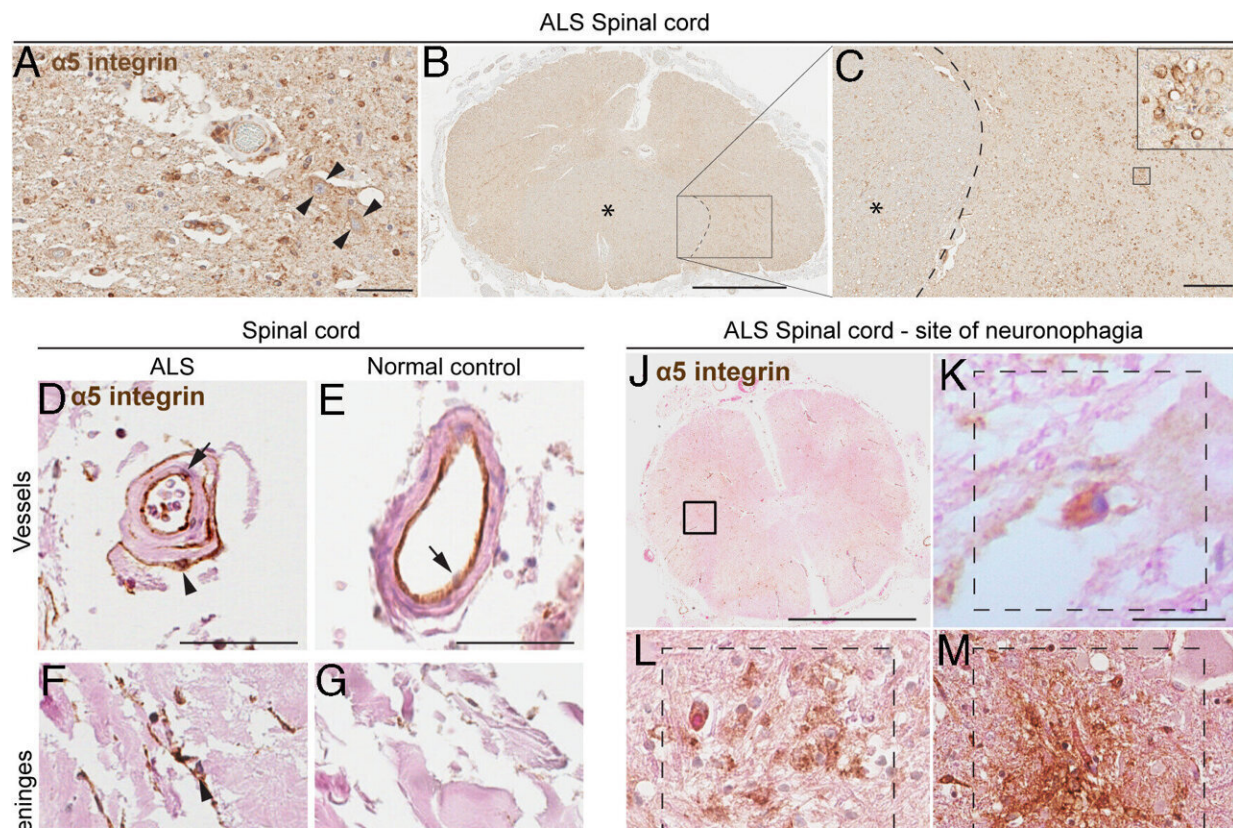 ALS Spinal cord
A α5 integrin
B
C
*
*
Spinal cord
ALS
Normal control
D α5 integrin
E
Vessels
F
G
eninges
ALS Spinal cord - site of neuronophagia
J α5 integrin
K
L
M